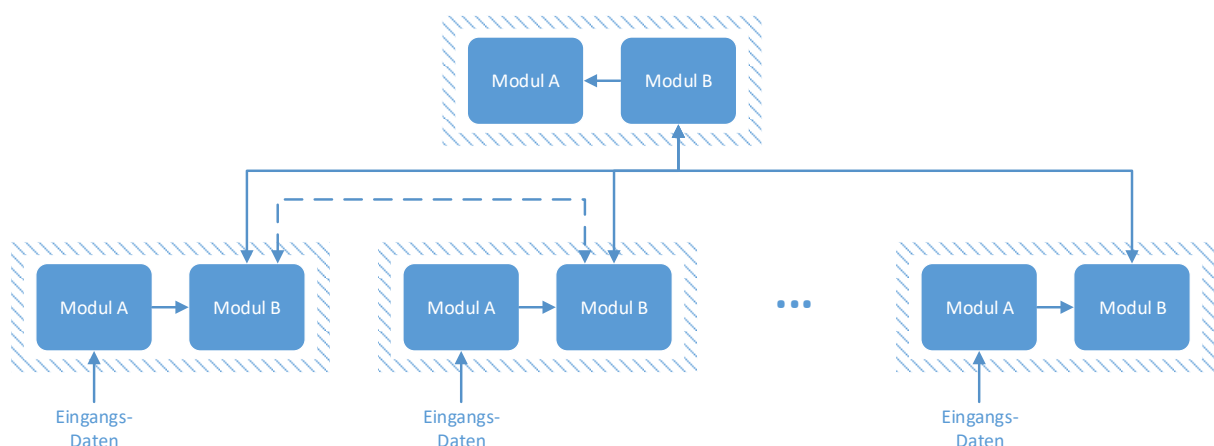 Modul A
Modul B
Modul A
Modul B
Modul A
Modul B
...
Modul A
Modul B
Eingangs-
Daten
Eingangs-
Daten
Eingangs-
Daten